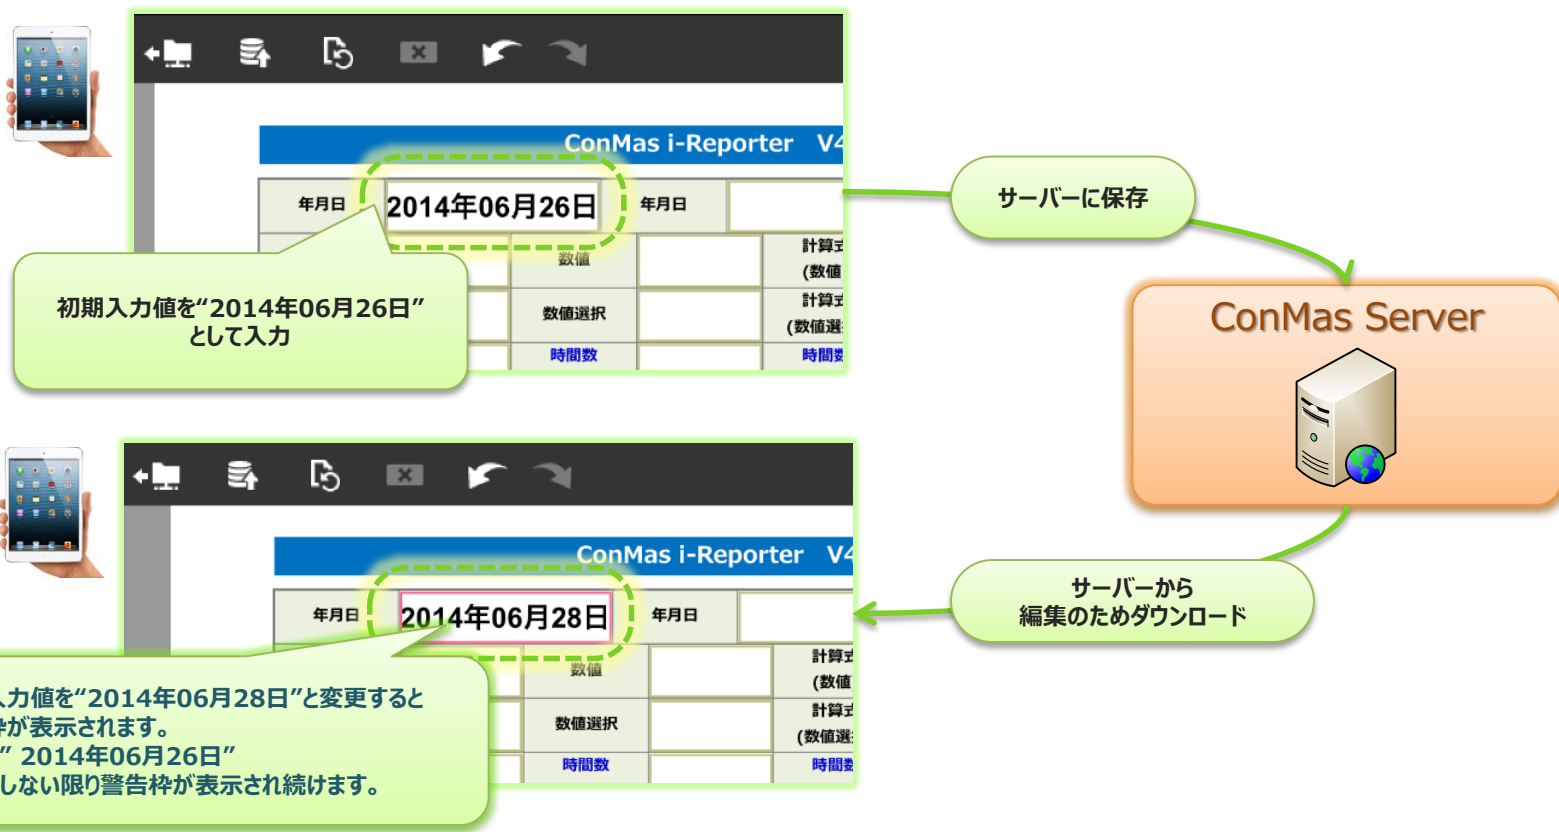 ConMas i-Reporter V4
年月日
2014年06月26日
年月日
数値
計算式
(数値
数値選択
計算式
(数値選
時間数
時間数
初期入力値を“2014年06月26日”
として入力
サーバーに保存
ConMas Server
サーバーから
編集のためダウンロード
ConMas i-Reporter V4
年月日
2014年06月28日
年月日
数値
計算式
(数値
数値選択
計算式
(数値選
時間数
時間数
入力値を“2014年06月28日”と変更すると
枠が表示されます。
” 2014年06月26日”
しない限り警告枠が表示され続けます。